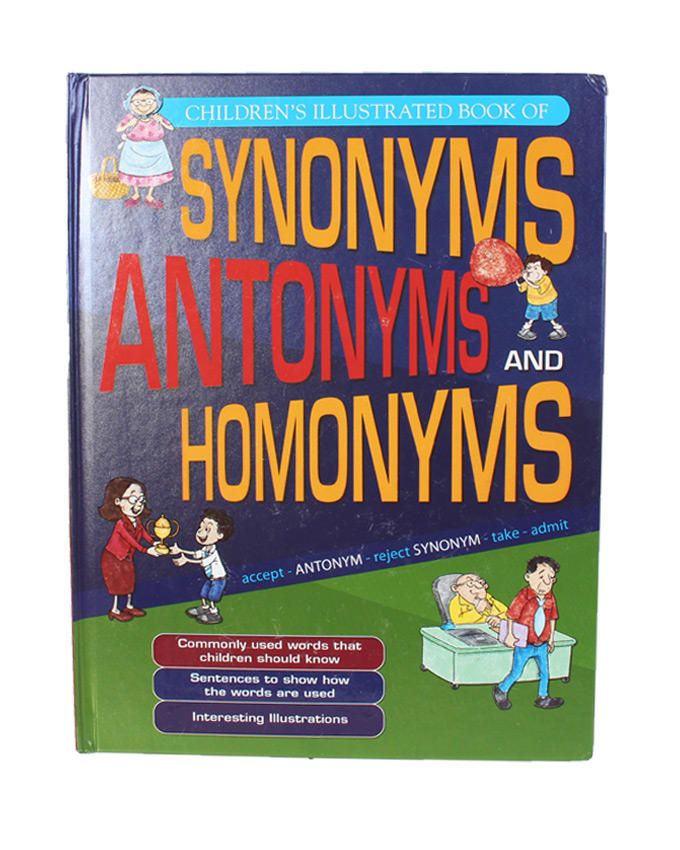 CHILDREN'S ILLUSTRATED BOOK OF
SYNONYMS
ANTONYMS
AND
HOMONYMS
accept - ANTONYM - reject SYNONYM - take - admit
Commonly used words that
children should know
Sentences to show how
the words are used
Interesting Illustrations